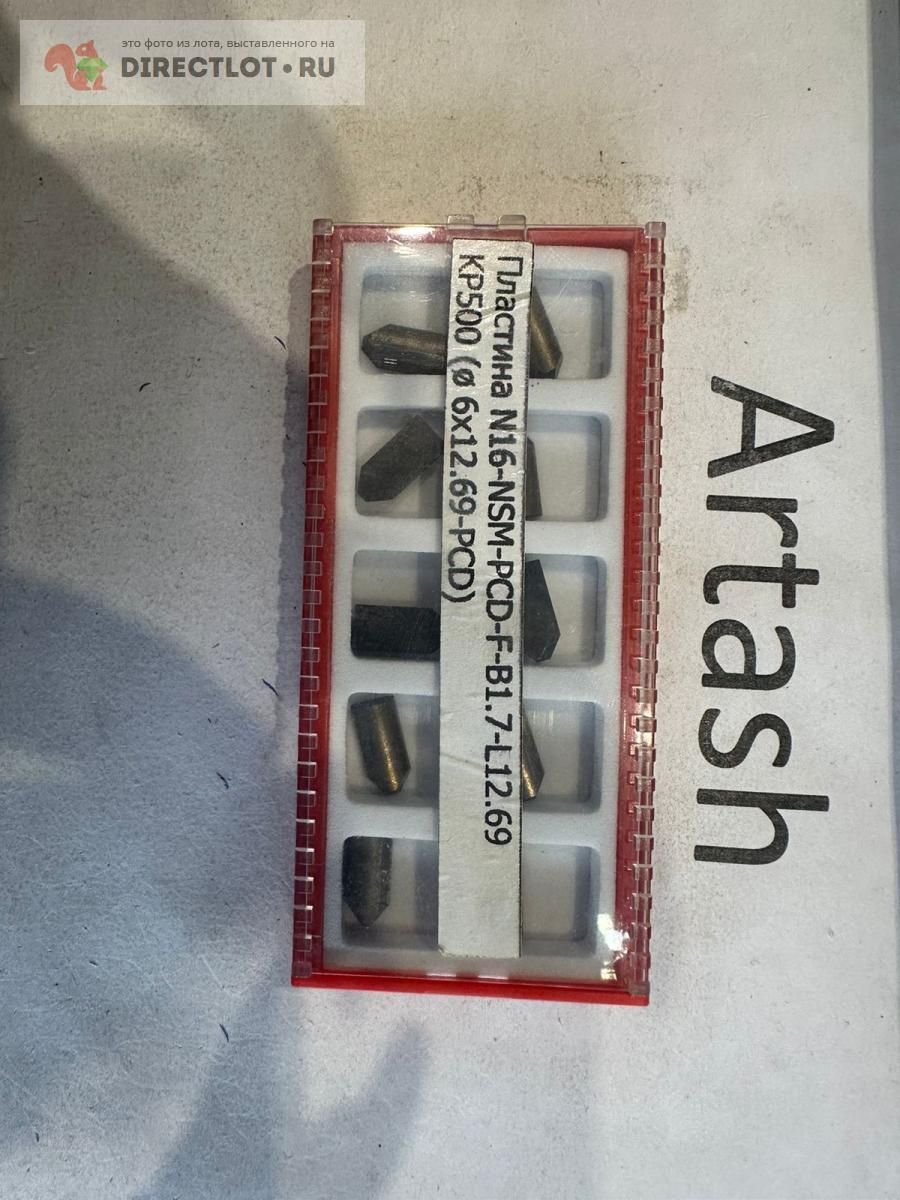 это фото из лота, выставленного на
DIRECTLOT•RU
Пластина N16-NSM-PCD-F-B1.7-L12.69
KP500 (ø 6x12.69-PCD)
Artash